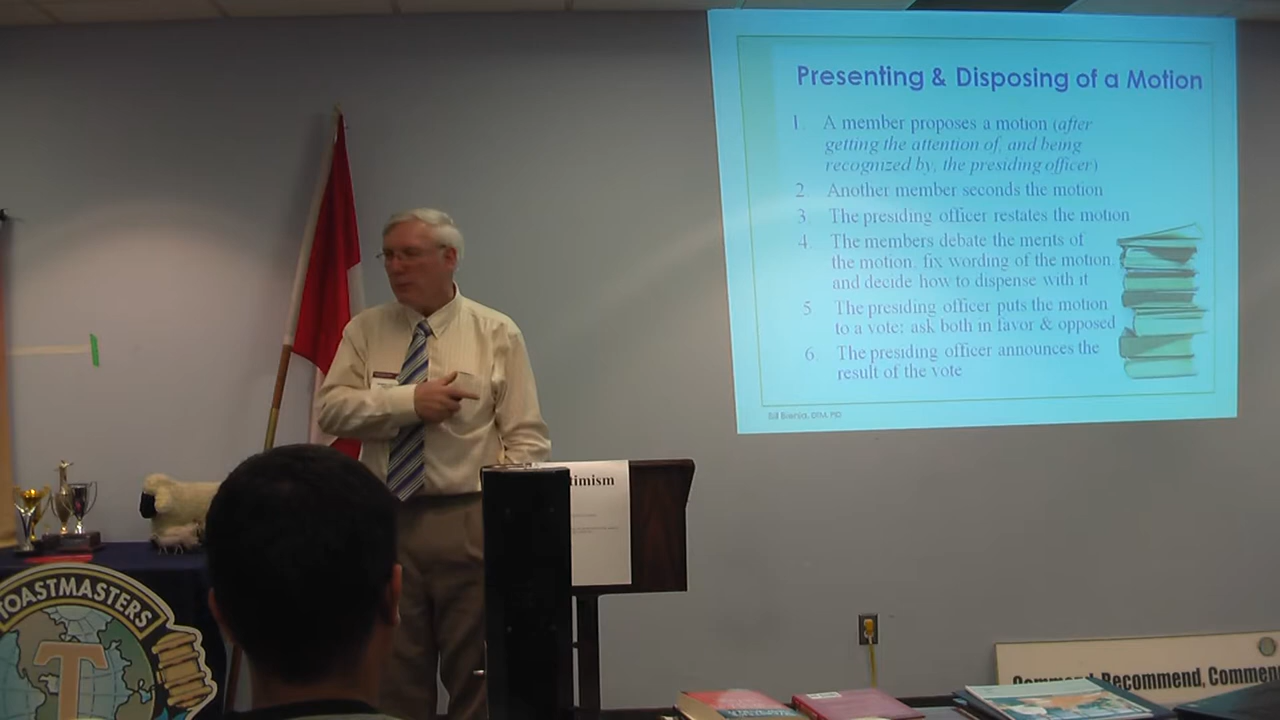 Presenting & Disposing of a Motion
1. A member proposes a motion (after
getting the attention of, and being
recognized by, the presiding officer)
2. Another member seconds the motion
3. The presiding officer restates the motion
4. The members debate the merits of
the motion, fix wording of the motion,
and decide how to dispense with it
5 The presiding officer puts the motion
to a vote: ask both in favor & opposed
6. The presiding officer announces the
result of the vote
timism
TOASTMASTERS
T
Commend, Recommend, Commen